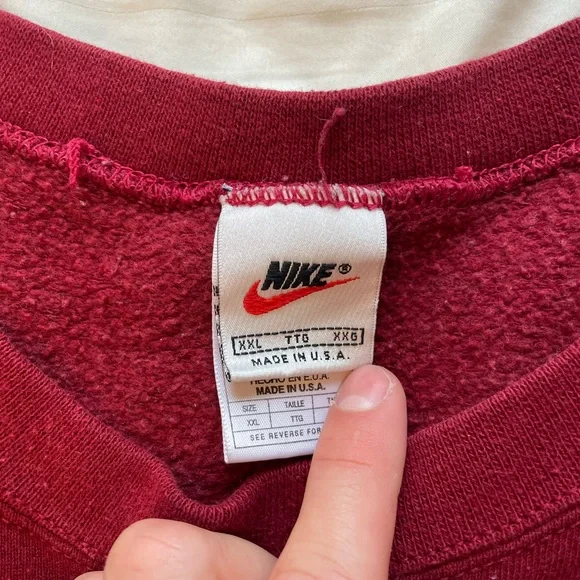 NIKE®
XXL TTG XXG
MADE IN U.S.A.
HECHO EN E.U.A.
MADE IN U.S.A.
SIZE TAILLE
XXL TTG
SEE REVERSE FOR